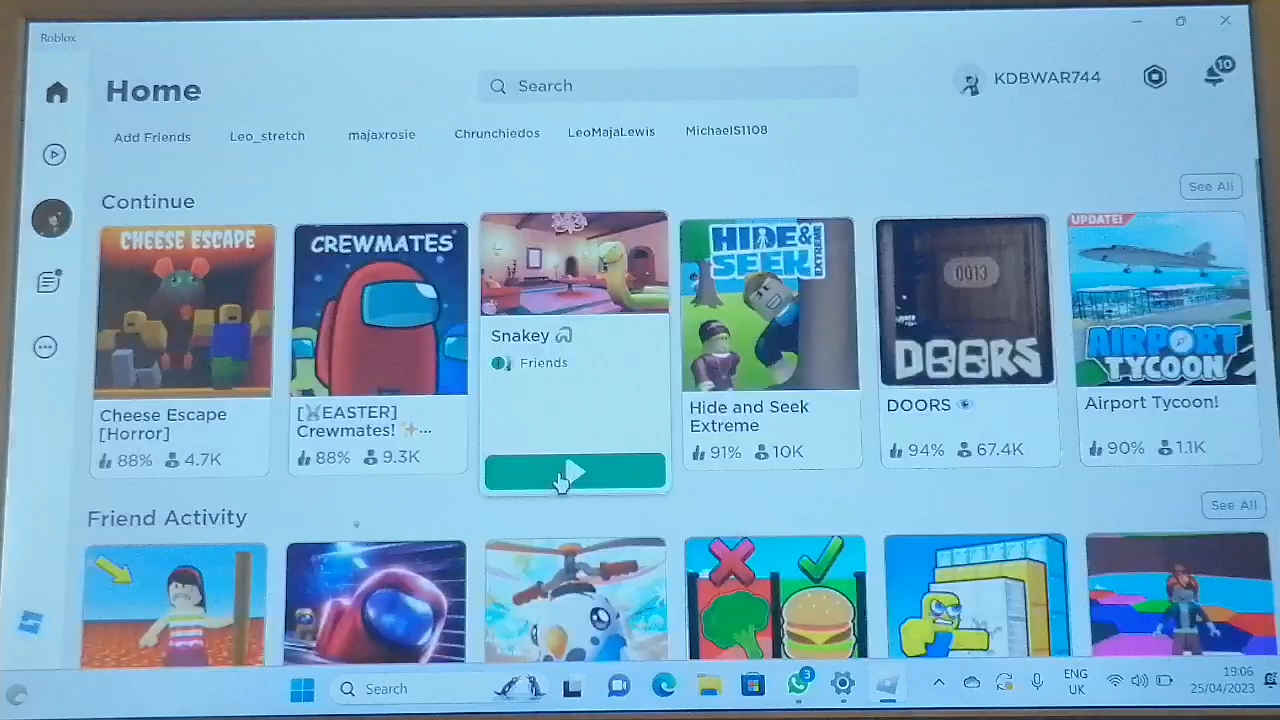 Roblox
Home
Search
KDBWAR744
10
Add Friends
Leo_stretch
majaxrosie
Chrunchiedos
LeoMajaLewis
MichaelS1108
Continue
See All
CHEESE ESCAPE
CREWMATES
HIDE&
SEEK EXTREME
0013
DOORS
UPDATE!
AIRPORT
TYCOON
Cheese Escape
[Horror]
88% 4.7K
[EASTER]
Crewmates! ...
88% 9.3K
Snakey
Friends
Hide and Seek
Extreme
91% 10K
DOORS
94% 67.4K
Airport Tycoon!
90% 1.1K
Friend Activity
See All
Search
3
ENG
UK
19:06
25/04/2023